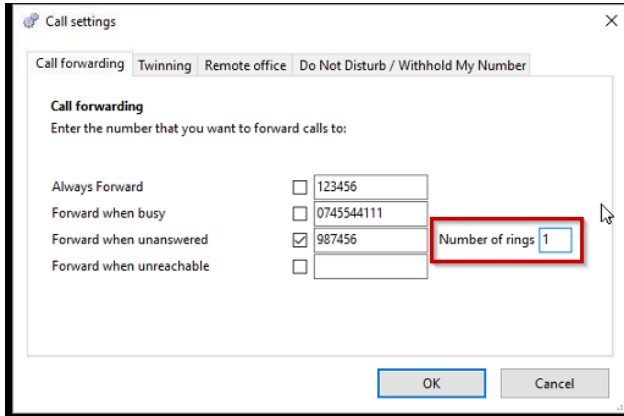 Call settings
Call forwarding Twinning Remote office Do Not Disturb / Withhold My Number
Call forwarding
Enter the number that you want to forward calls to:
Always Forward 123456
Forward when busy 0745544111
Forward when unanswered 987456 Number of rings 1
Forward when unreachable
OK Cancel